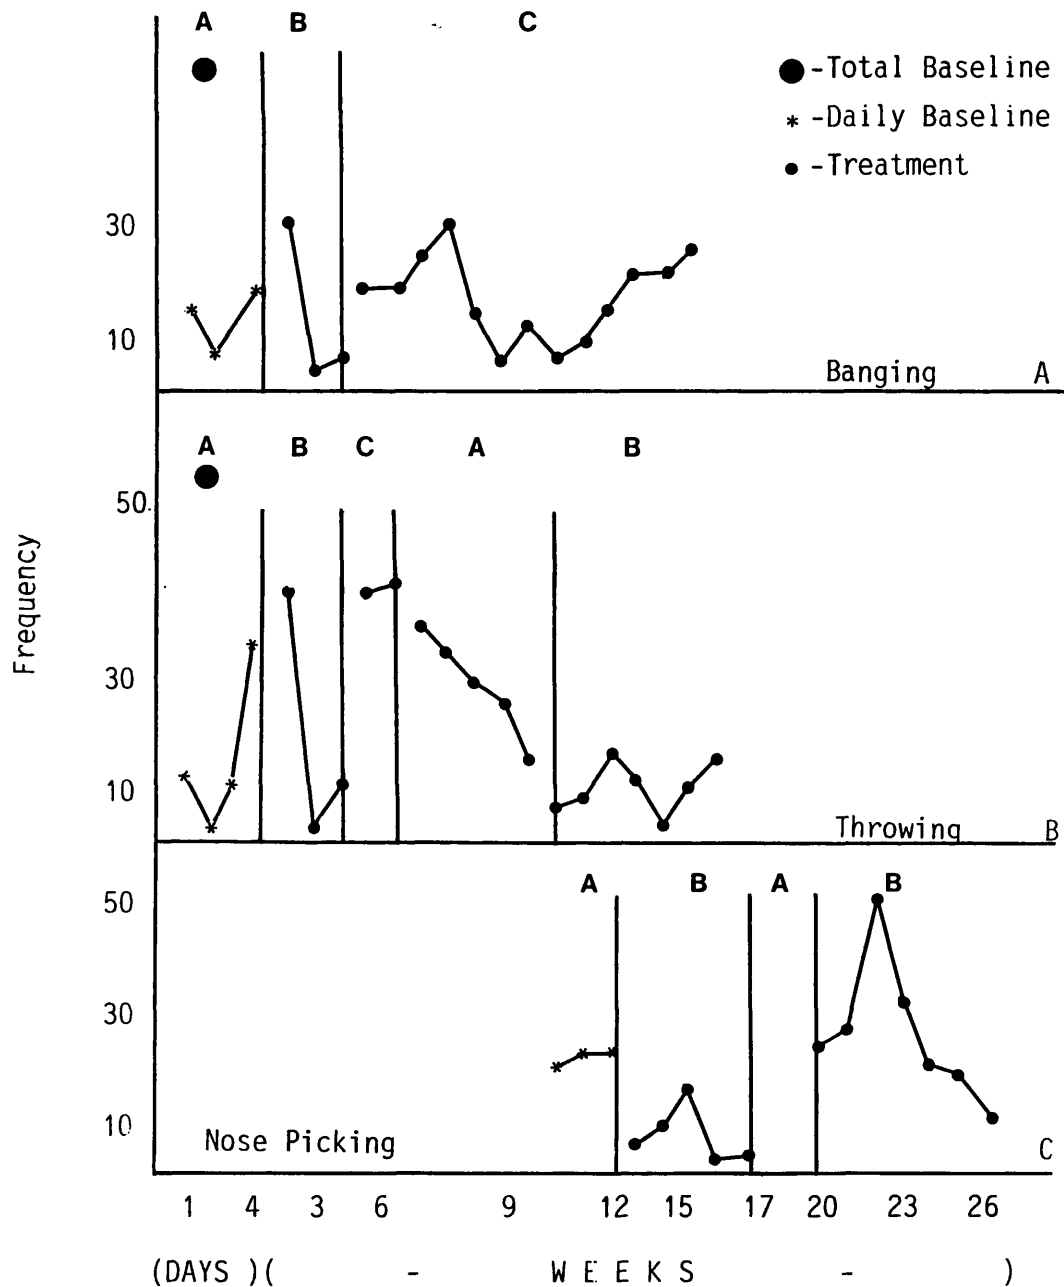 A B C
●-Total Baseline
*-Daily Baseline
•-Treatment
30
10
Banging A
A B C A B
50
Frequency
30
10
Throwing B
A B A B
50
30
10
Nose Picking C
1 4 3 6 9 12 15 17 20 23 26
(DAYS )( - WEEKS - )